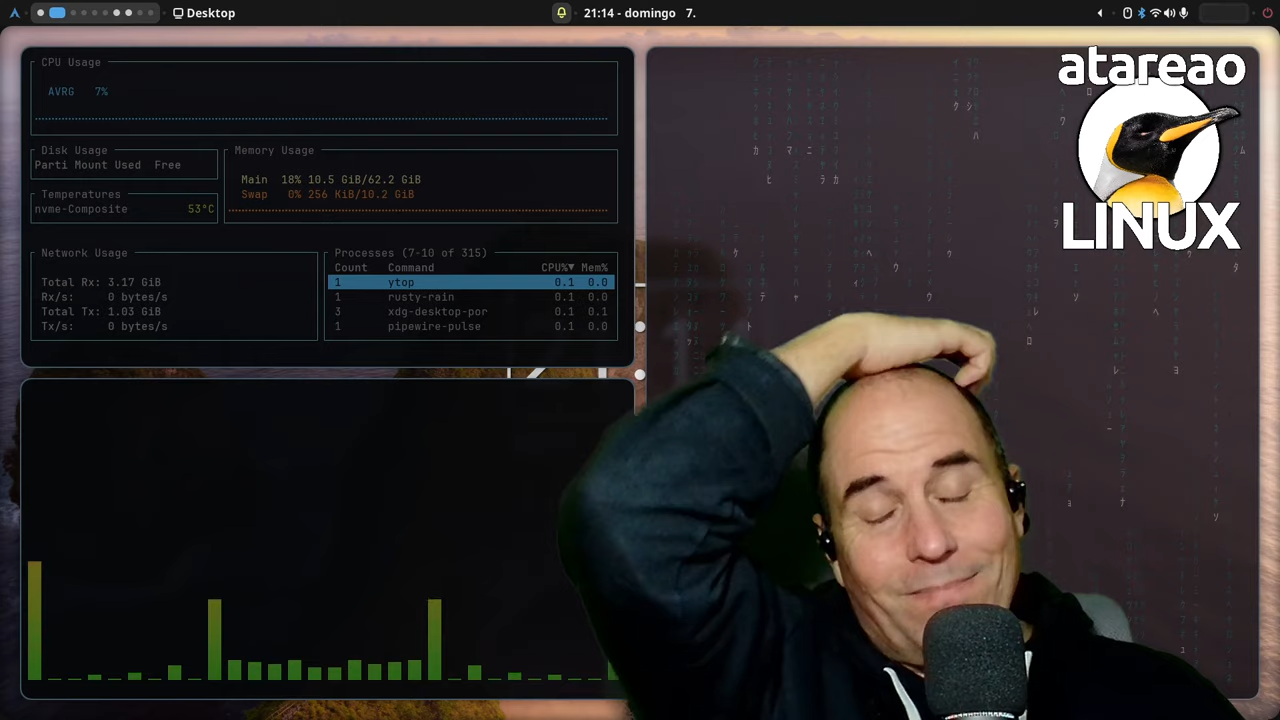 Desktop
21:14 - domingo 7.
CPU Usage
AVRG 7%
Disk Usage
Parti Mount Used Free
Temperatures
nvme-Composite 53°C
Memory Usage
Main 18% 10.5 GiB/62.2 GiB
Swap 0% 256 KiB/10.2 GiB
Network Usage
Total Rx: 3.17 GiB
Rx/s: 0 bytes/s
Total Tx: 1.03 GiB
Tx/s: 0 bytes/s
Processes (7-10 of 315)
Count Command CPU%▼ Mem%
1 ytop 0.1 0.0
1 rusty-rain 0.1 0.0
3 xdg-desktop-por 0.1 0.1
1 pipewire-pulse 0.1 0.0
atareao
LINUX